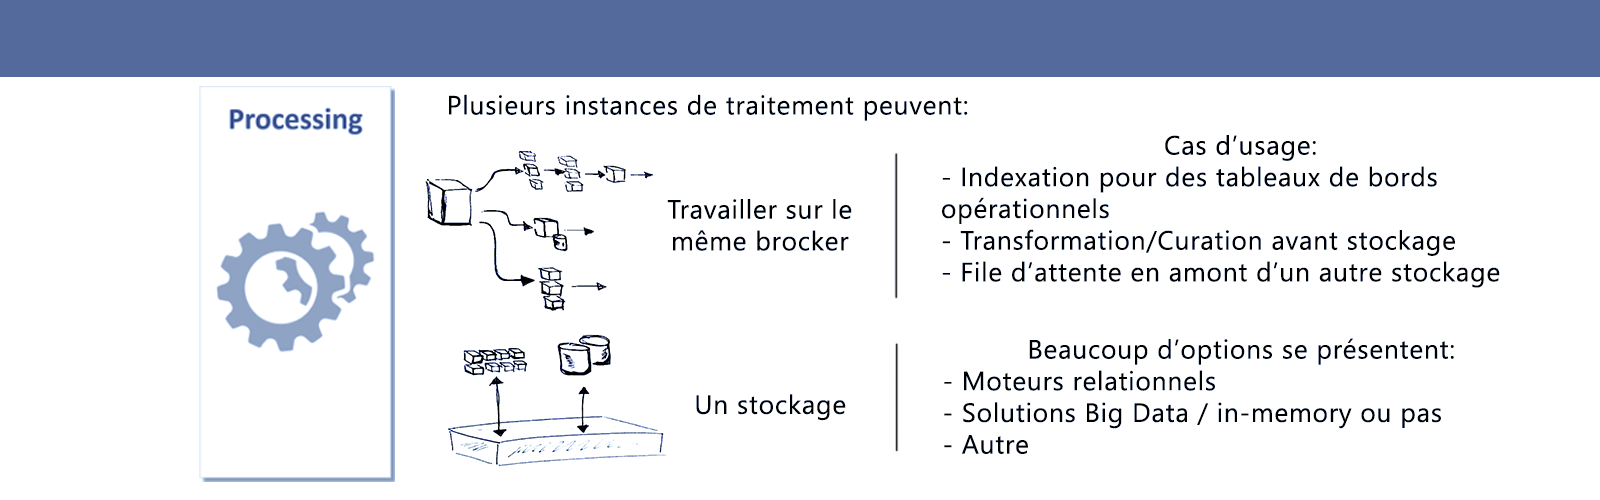 Processing
Plusieurs instances de traitement peuvent:
Travailler sur le
même brocker
Cas d'usage:
- Indexation pour des tableaux de bords
opérationnels
- Transformation/Curation avant stockage
- File d'attente en amont d'un autre stockage
Un stockage
Beaucoup d'options se présentent:
- Moteurs relationnels
- Solutions Big Data / in-memory ou pas
- Autre